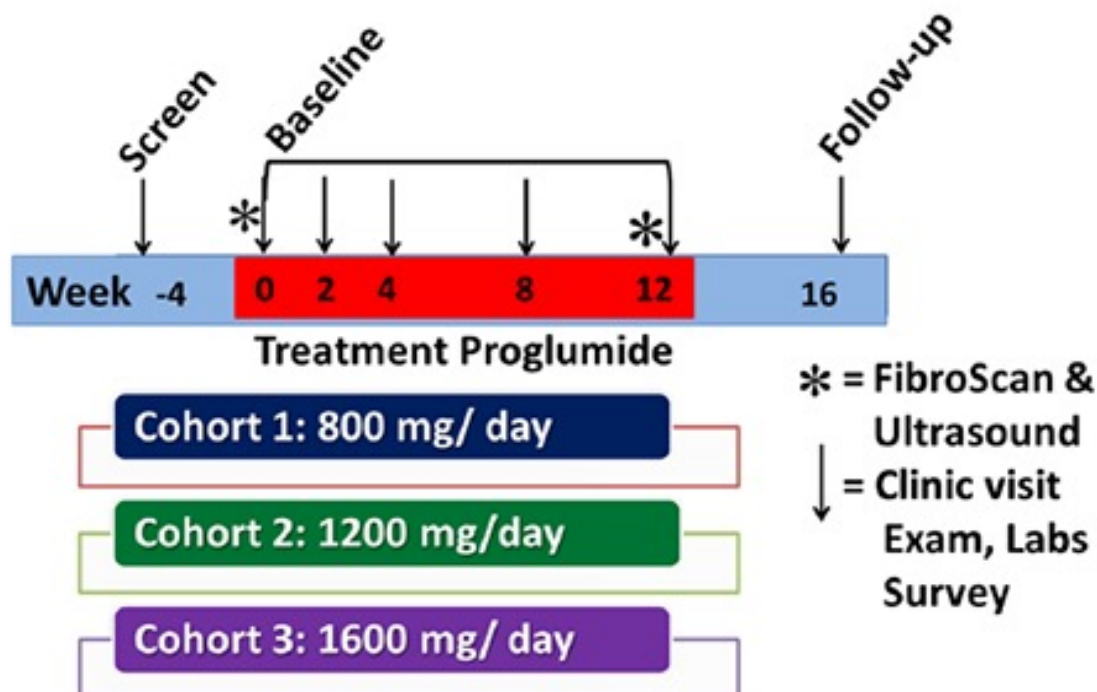 Screen
Baseline
Follow-up
*
*
Week -4 0 2 4 8 12 16
Treatment Proglumide
Cohort 1: 800 mg/ day
Cohort 2: 1200 mg/day
Cohort 3: 1600 mg/ day
* = FibroScan &
Ultrasound
= Clinic visit
Exam, Labs
Survey